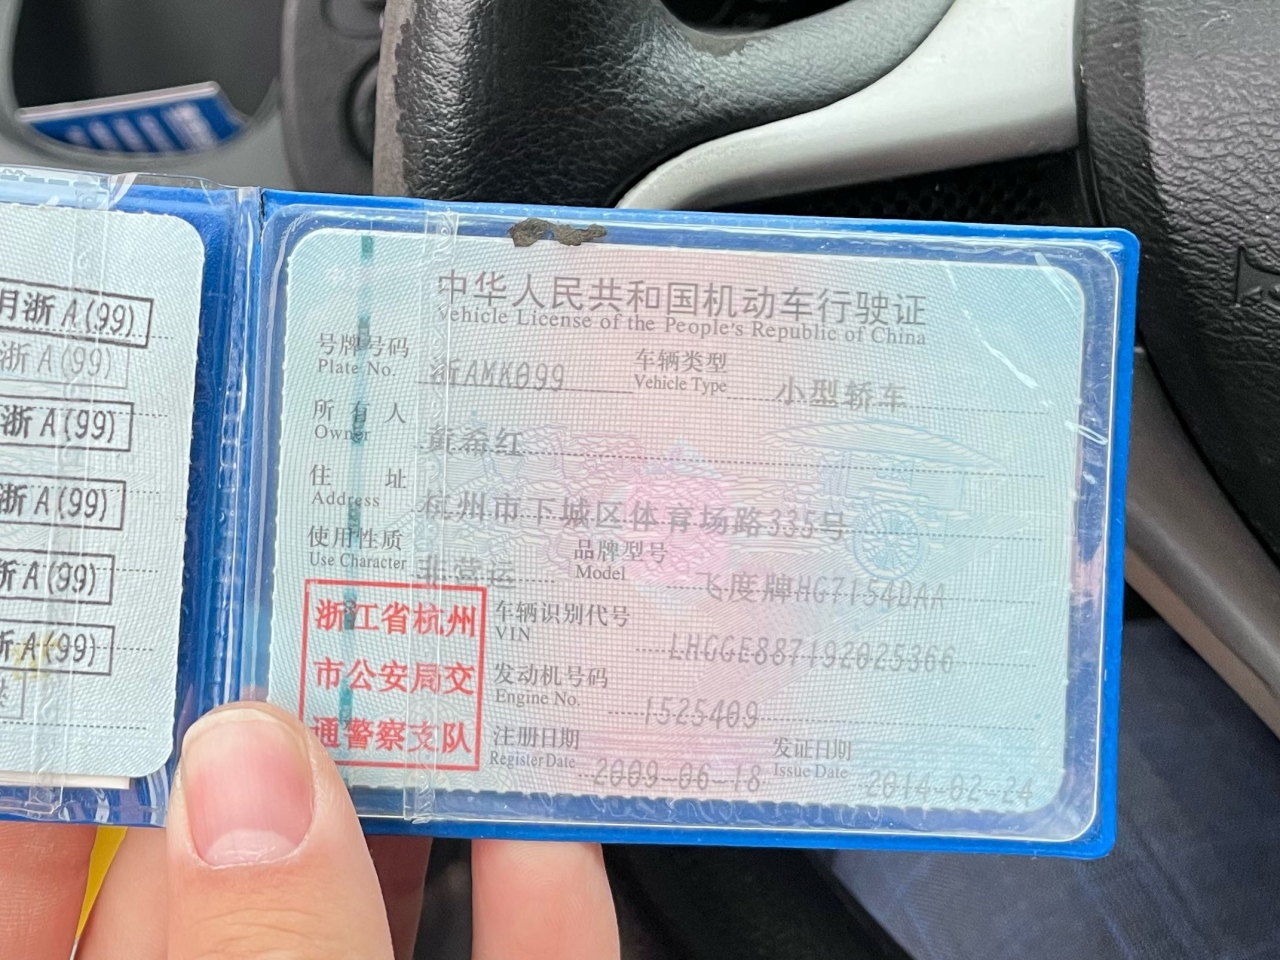 月浙A(99)
浙A(99)
浙A(99)
浙A(99)
浙A(99)
浙A(99)
中华人民共和国机动车行驶证
Vehicle License of the People's Republic of China
号牌号码 浙AMK099 车辆类型 小型轿车
Plate No. Vehicle Type
所有人 黄希红
Owner
住址 杭州市下城区体育场路335号
Address
使用性质 非营运 品牌型号 飞度牌HG7154DAA
Use Character Model
浙江省杭州
市公安局交
通警察支队
车辆识别代号 LHGGE887192025366
VIN
发动机号码 1525409
Engine No.
注册日期 2009-06-18 发证日期 2014-02-24
Register Date Issue Date